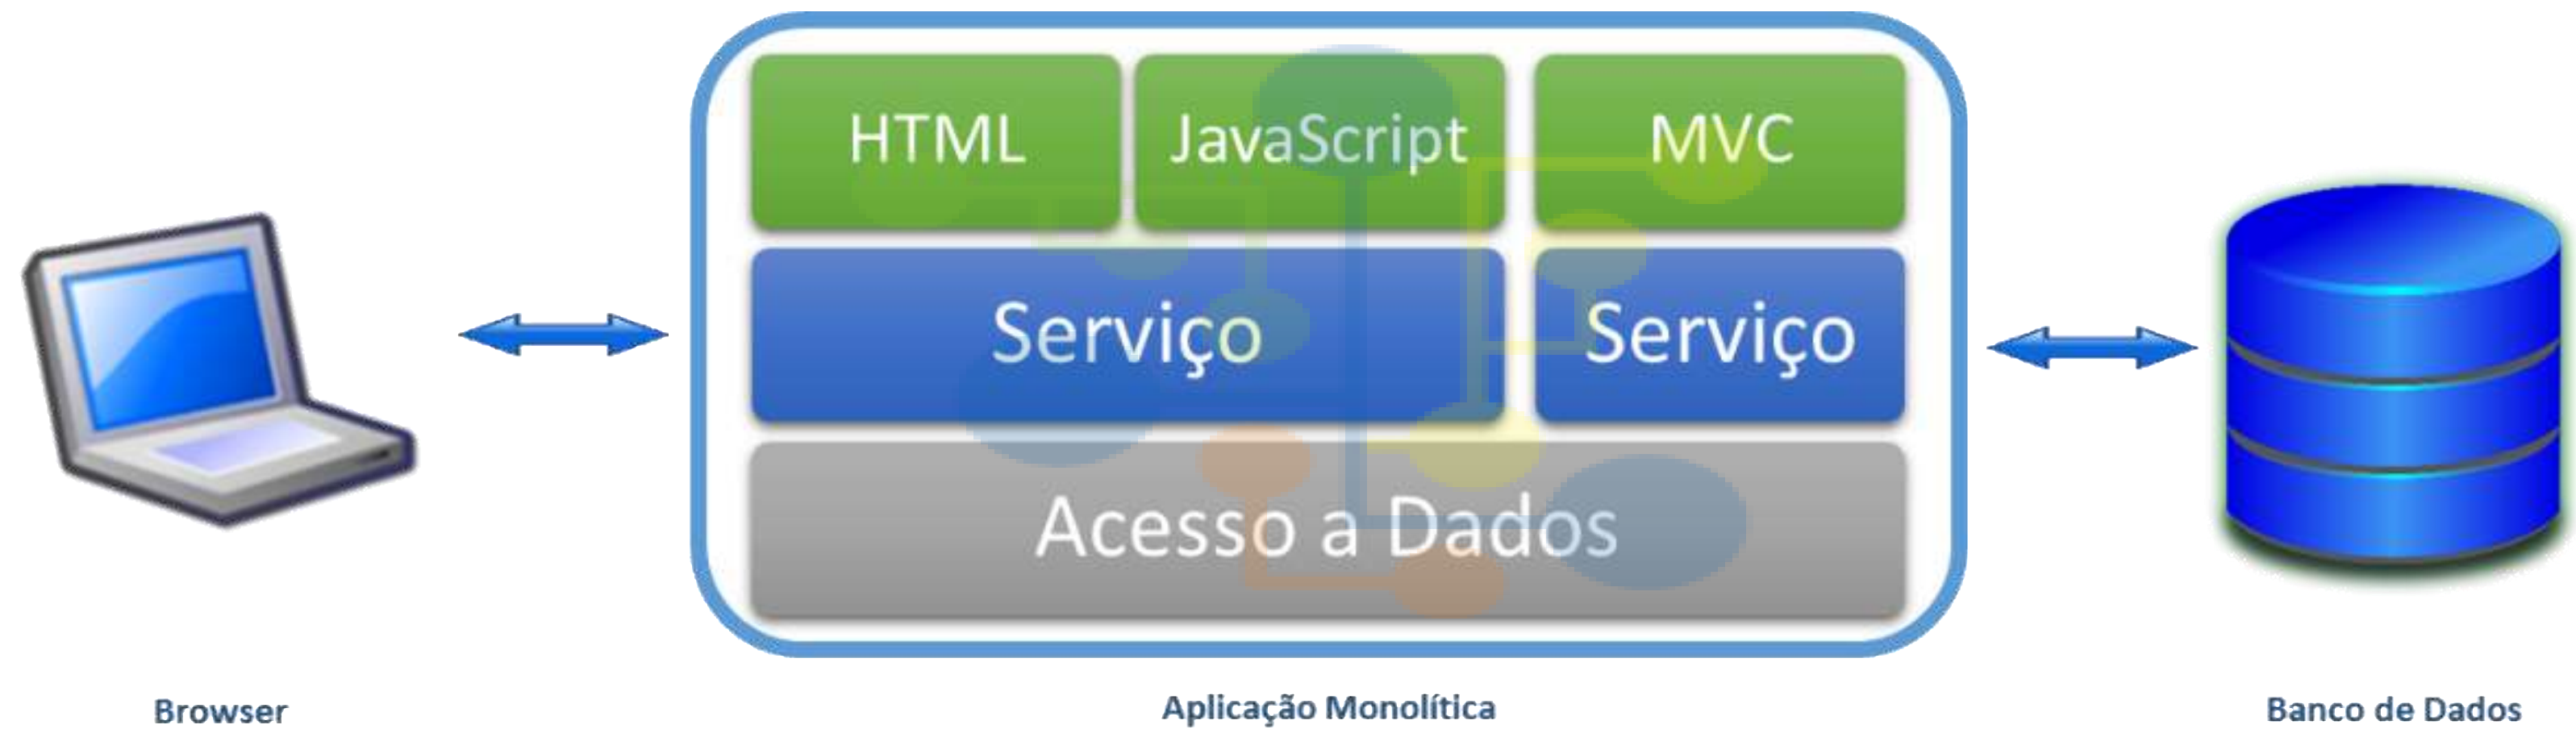 HTML
JavaScript
MVC
Serviço
Serviço
Acesso a Dados
Browser
Aplicação Monolítica
Banco de Dados